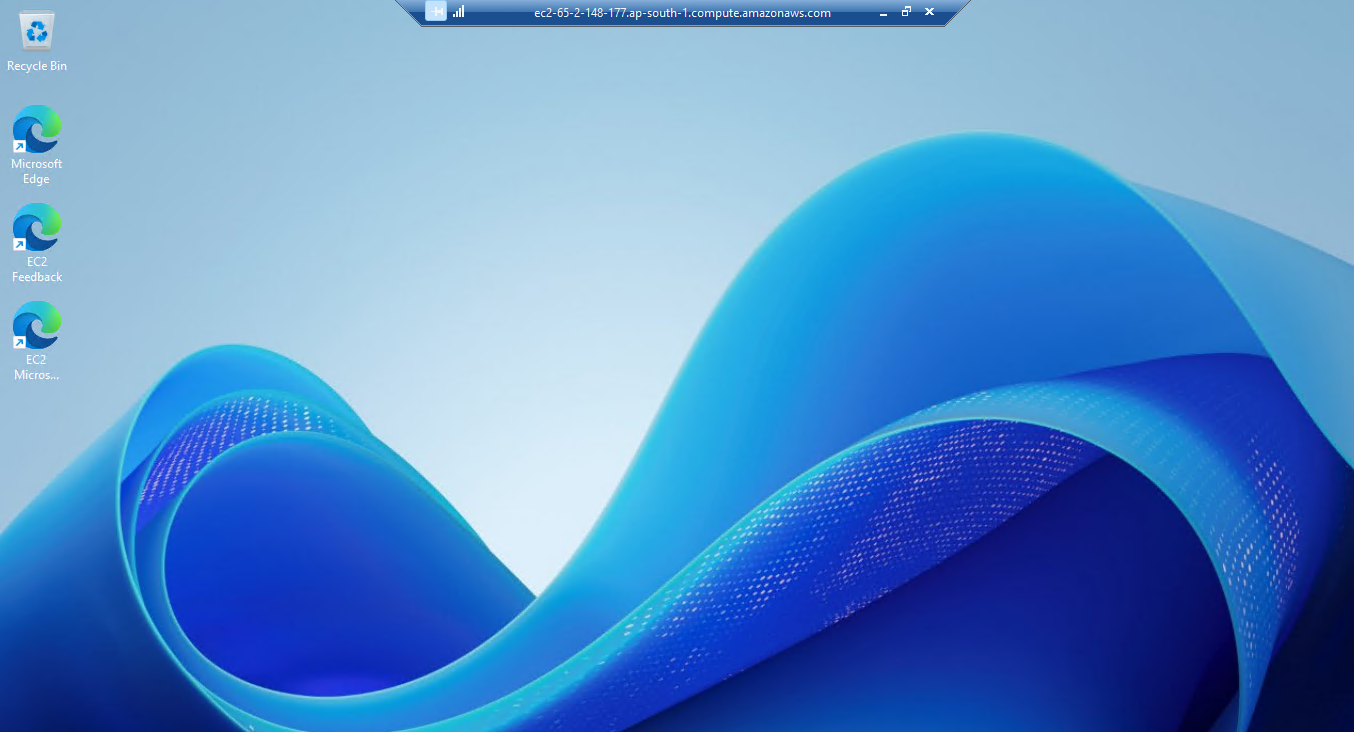 ec2-65-2-148-177.ap-south-1.compute.amazonaws.com
Recycle Bin
Microsoft
Edge
EC2
Feedback
EC2
Micros...